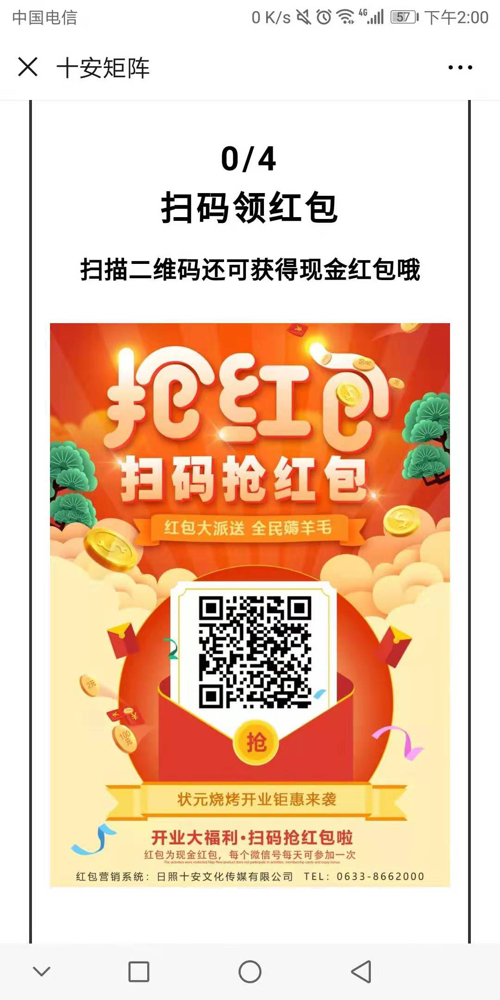 中国电信
0 K/s
4G
57
下午2:00
十安矩阵
0/4
扫码领红包
扫描二维码还可获得现金红包哦
抢红包
扫码抢红包
红包大派送 全民薅羊毛
2元
100元
抢
状元烧烤开业钜惠来袭
开业大福利·扫码抢红包啦
红包为现金红包，每个微信号每天可参加一次
The activities were restricted May New product does not participate in activities, membership cards and enjoy bonus
红包营销系统：日照十安文化传媒有限公司 TEL：0633-8662000